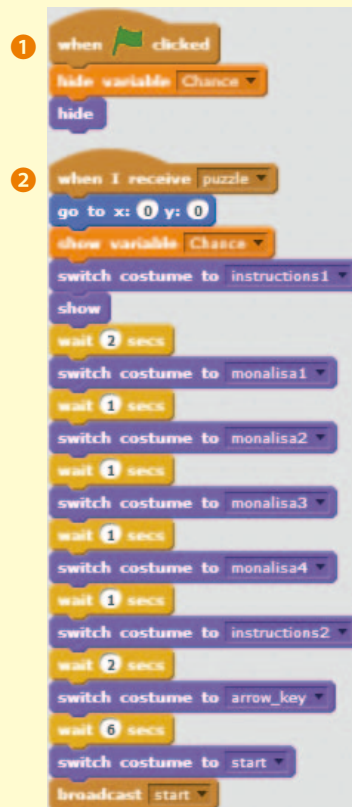 1
when clicked
hide variable Chance
hide
2
when I receive puzzle
go to x: 0 y: 0
show variable Chance
switch costume to instructions1
show
wait 2 secs
switch costume to monalisa1
wait 1 secs
switch costume to monalisa2
wait 1 secs
switch costume to monalisa3
wait 1 secs
switch costume to monalisa4
wait 1 secs
switch costume to instructions2
wait 2 secs
switch costume to arrow_key
wait 6 secs
switch costume to start
broadcast start